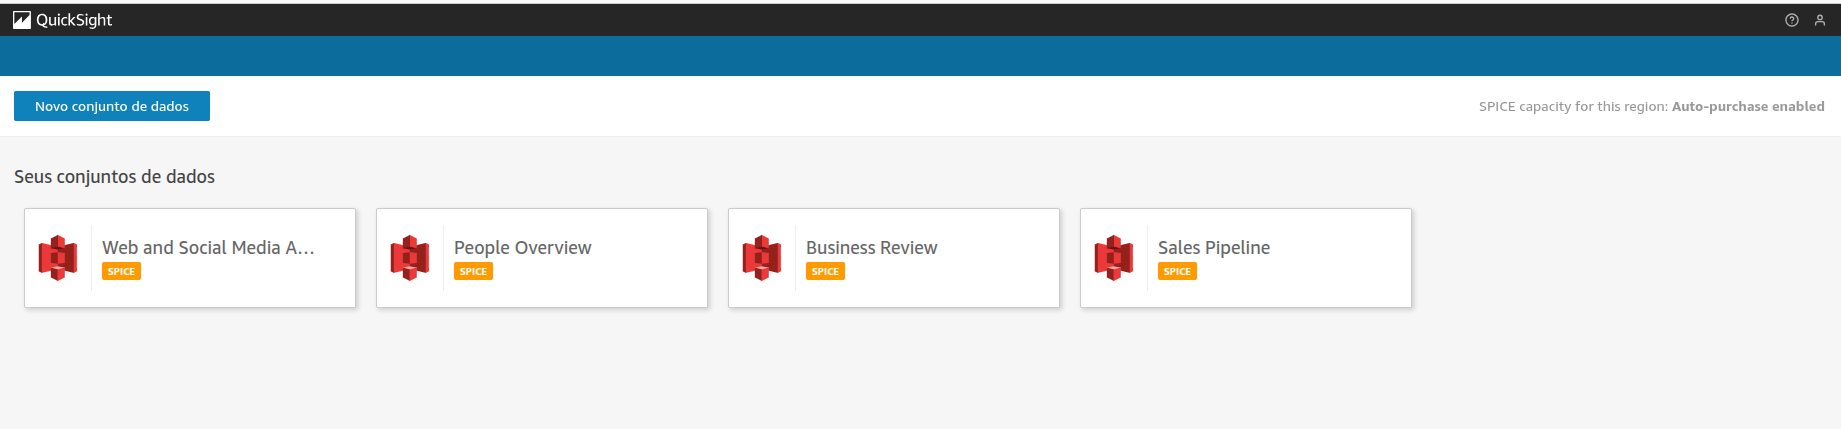 QuickSight
Novo conjunto de dados
SPICE capacity for this region: Auto-purchase enabled
Seus conjuntos de dados
Web and Social Media A...
SPICE
People Overview
SPICE
Business Review
SPICE
Sales Pipeline
SPICE